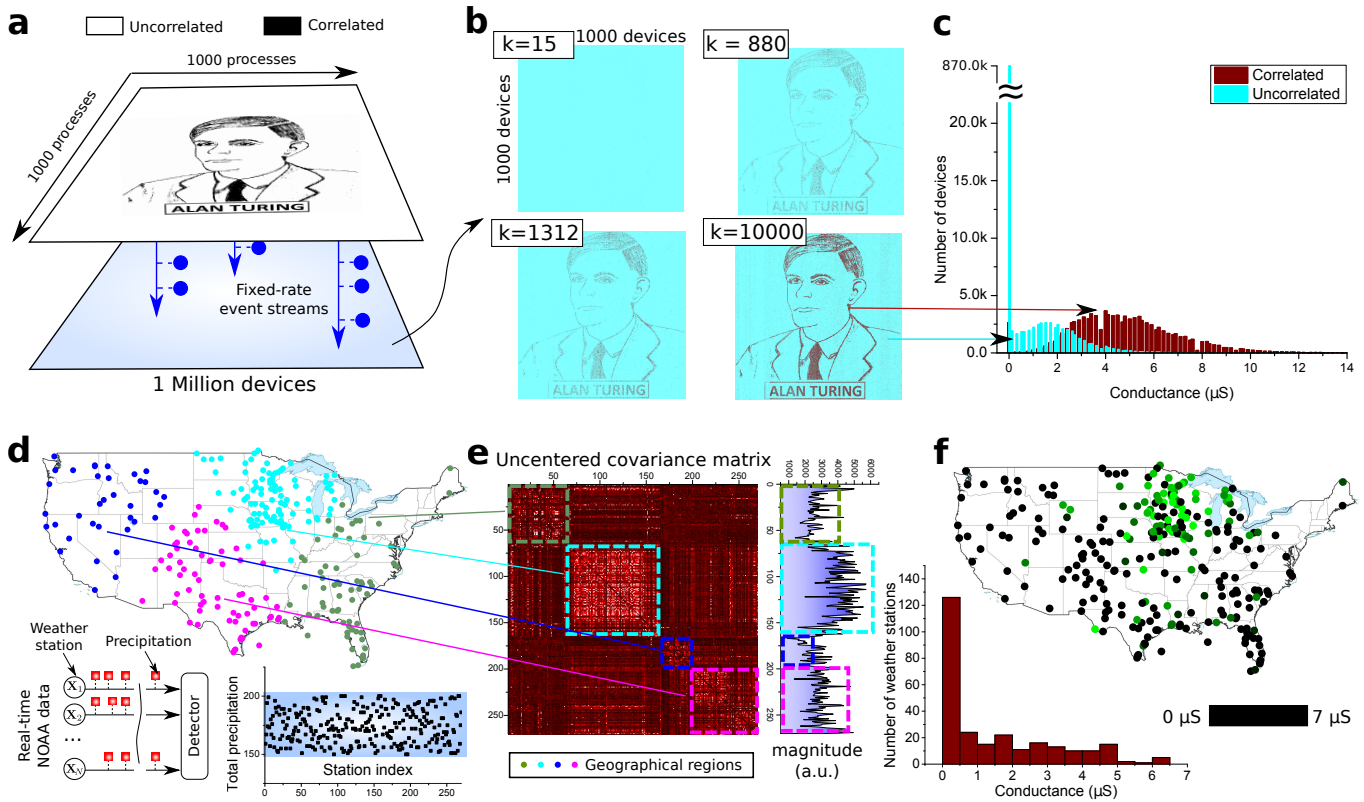 a
Uncorrelated
Correlated
1000 processes
1000 processes
ALAN TURING
Fixed-rate
event streams
1 Million devices
b
k=15
1000 devices
k = 880
1000 devices
ALAN TURING
k=1312
k=10000
ALAN TURING
ALAN TURING
c
870.0k
20.0k
15.0k
10.0k
5.0k
0.0
Number of devices
Correlated
Uncorrelated
0 2 4 6 8 10 12 14
Conductance (µS)
d
Weather
station
Precipitation
Real-time
NOAA data
X1
X2
...
XN
Detector
Total precipitation
200
150
Station index
0 50 100 150 200 250
e
Uncentered covariance matrix
50 100 150 200 250
50
100
150
200
250
Geographical regions
1000
2000
3000
4000
5000
6000
0
50
100
150
200
250
magnitude
(a.u.)
f
Number of weather stations
140
120
100
80
60
40
20
0
0 µS
7 µS
0 1 2 3 4 5 6 7
Conductance (µS)